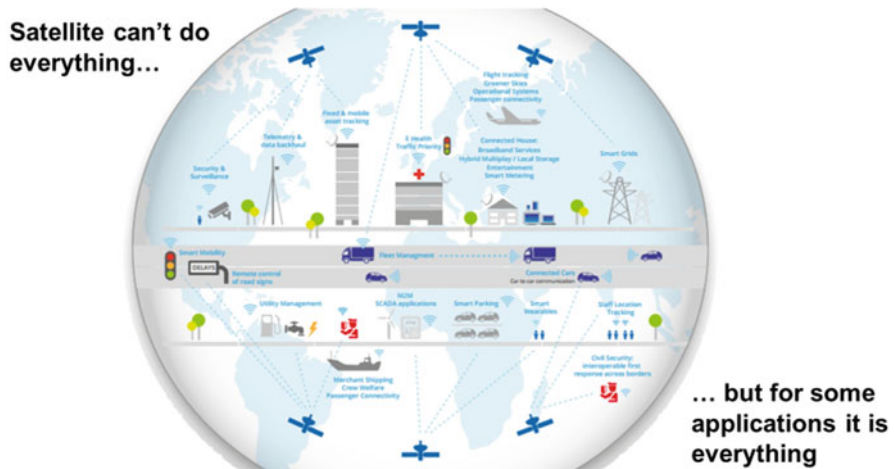 Satellite can't do
everything...
Flight tracking
Greener Skies
Operational Systems
Passenger connectivity
Fixed & mobile
asset tracking
Telemetry &
data backhaul
E Health
Traffic Priority
Connected House:
Broadband Services
Hybrid Multiplay / Local Storage
Entertainment
Smart Metering
Smart Grids
Security &
Surveillance
Smart Mobility
Fleet Managment
DELAYS
Remote control
of road signs
Connected Cars
Car to car communication
Utility Management
M2M
SCADA applications
Smart Parking
Smart
Wearables
Staff Location
Tracking
Merchant Shipping
Crew Welfare
Passenger Connectivity
Civil Security:
interoperable first
response across borders
... but for some
applications it is
everything